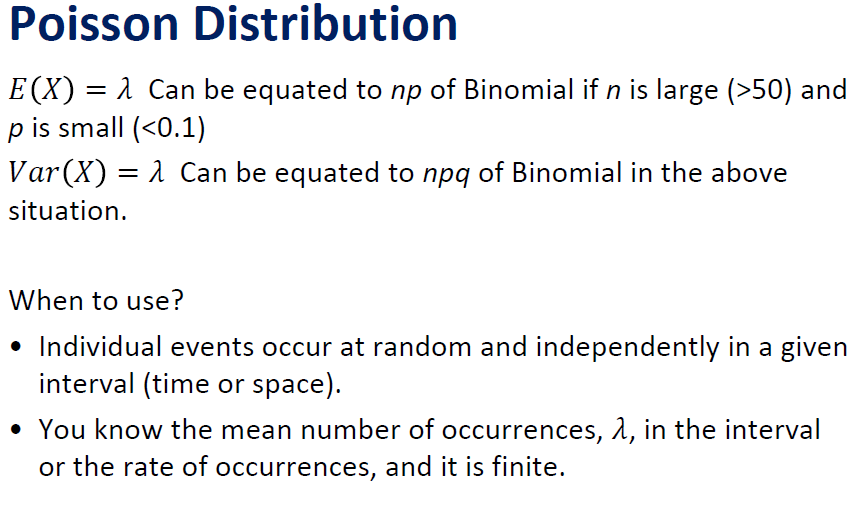 Poisson Distribution
𝐸(𝑋) = 𝜆 Can be equated to np of Binomial if n is large (>50) and
p is small (<0.1)
𝑉𝑎𝑟(𝑋) = 𝜆 Can be equated to npq of Binomial in the above
situation.
When to use?
• Individual events occur at random and independently in a given
interval (time or space).
• You know the mean number of occurrences, 𝜆, in the interval
or the rate of occurrences, and it is finite.